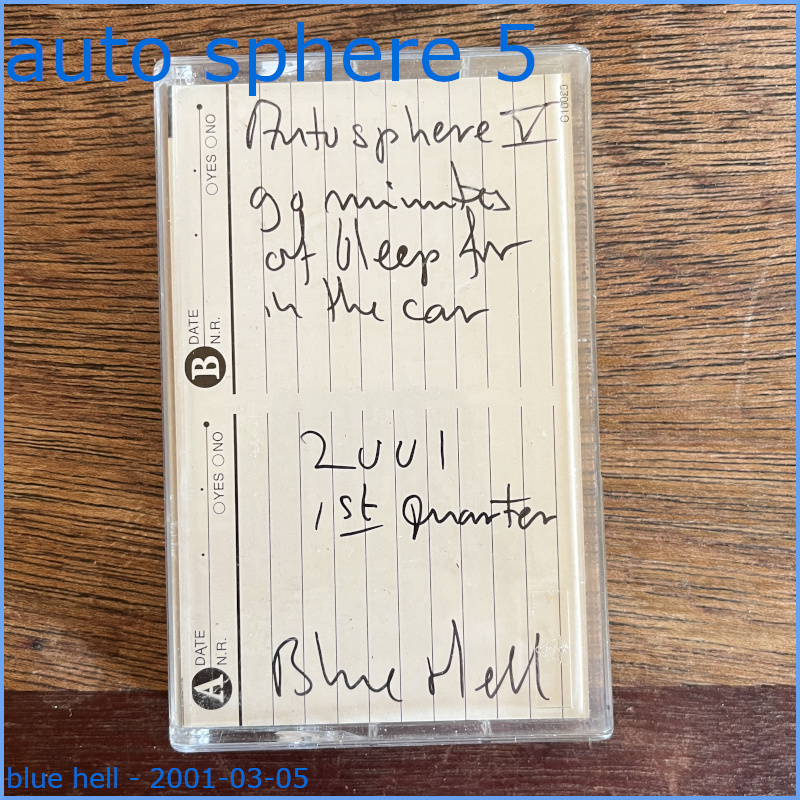 auto sphere 5
Autosphere V
90 minutes
of bleep for
in the car
2001
1st Quarter
Blue Hell
B DATE
N.R.
YES NO
A DATE
N.R.
YES NO
010020
blue hell - 2001-03-05